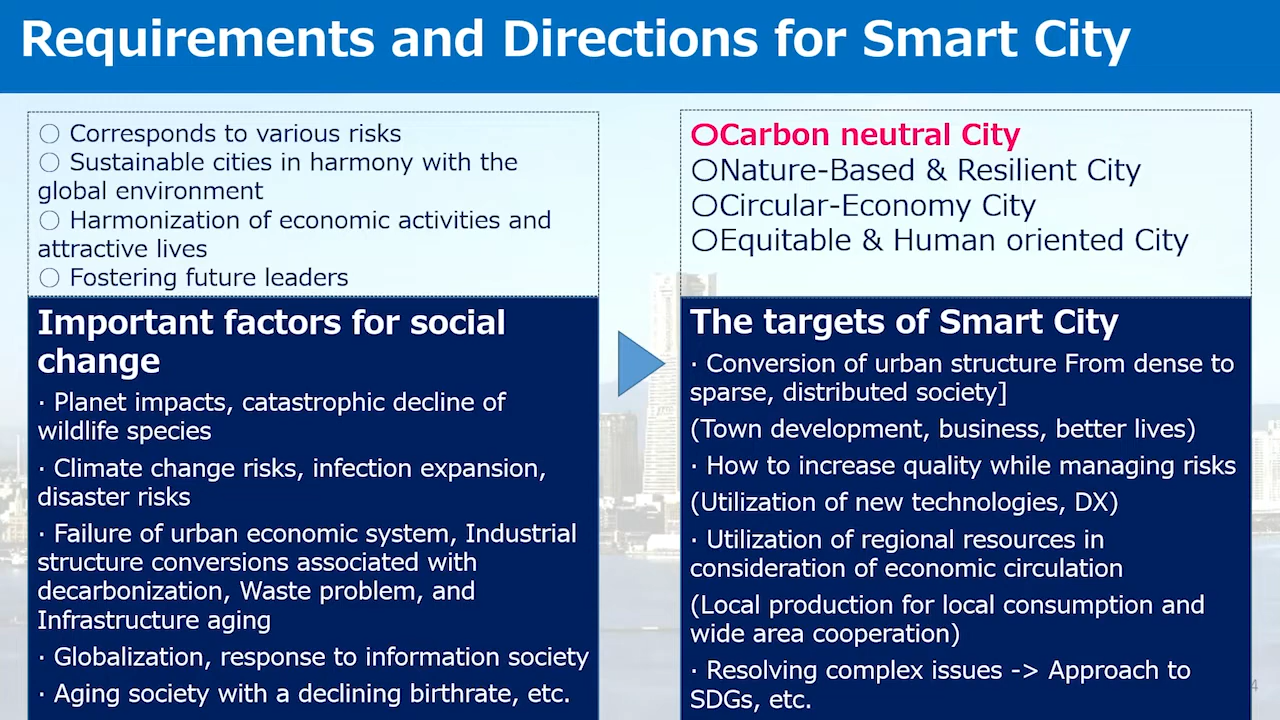 Requirements and Directions for Smart City
〇 Corresponds to various risks
〇 Sustainable cities in harmony with the
global environment
〇 Harmonization of economic activities and
attractive lives
〇 Fostering future leaders
Important factors for social
change
· Planet impacts, catastrophic decline of
wildlife species
· Climate change risks, infection expansion,
disaster risks
· Failure of urban economic system, Industrial
structure conversions associated with
decarbonization, Waste problem, and
Infrastructure aging
· Globalization, response to information society
· Aging society with a declining birthrate, etc.
〇Carbon neutral City
〇Nature-Based & Resilient City
〇Circular-Economy City
〇Equitable & Human oriented City
The targets of Smart City
· Conversion of urban structure From dense to
sparse, distributed society]
(Town development, business, better lives)
· How to increase quality while managing risks
(Utilization of new technologies, DX)
· Utilization of regional resources in
consideration of economic circulation
(Local production for local consumption and
wide area cooperation)
· Resolving complex issues -> Approach to
SDGs, etc.
4